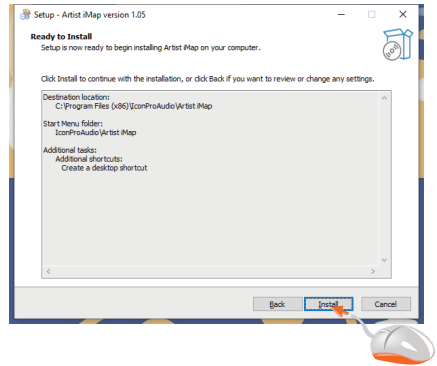 Setup - Artist iMap version 1.05
Ready to Install
Setup is now ready to begin installing Artist iMap on your computer.
Click Install to continue with the installation, or click Back if you want to review or change any settings.
Destination location:
C:\Program Files (x86)\IconProAudio\Artist iMap
Start Menu folder:
IconProAudio\Artist iMap
Additional tasks:
Additional shortcuts:
Create a desktop shortcut
Back Install Cancel